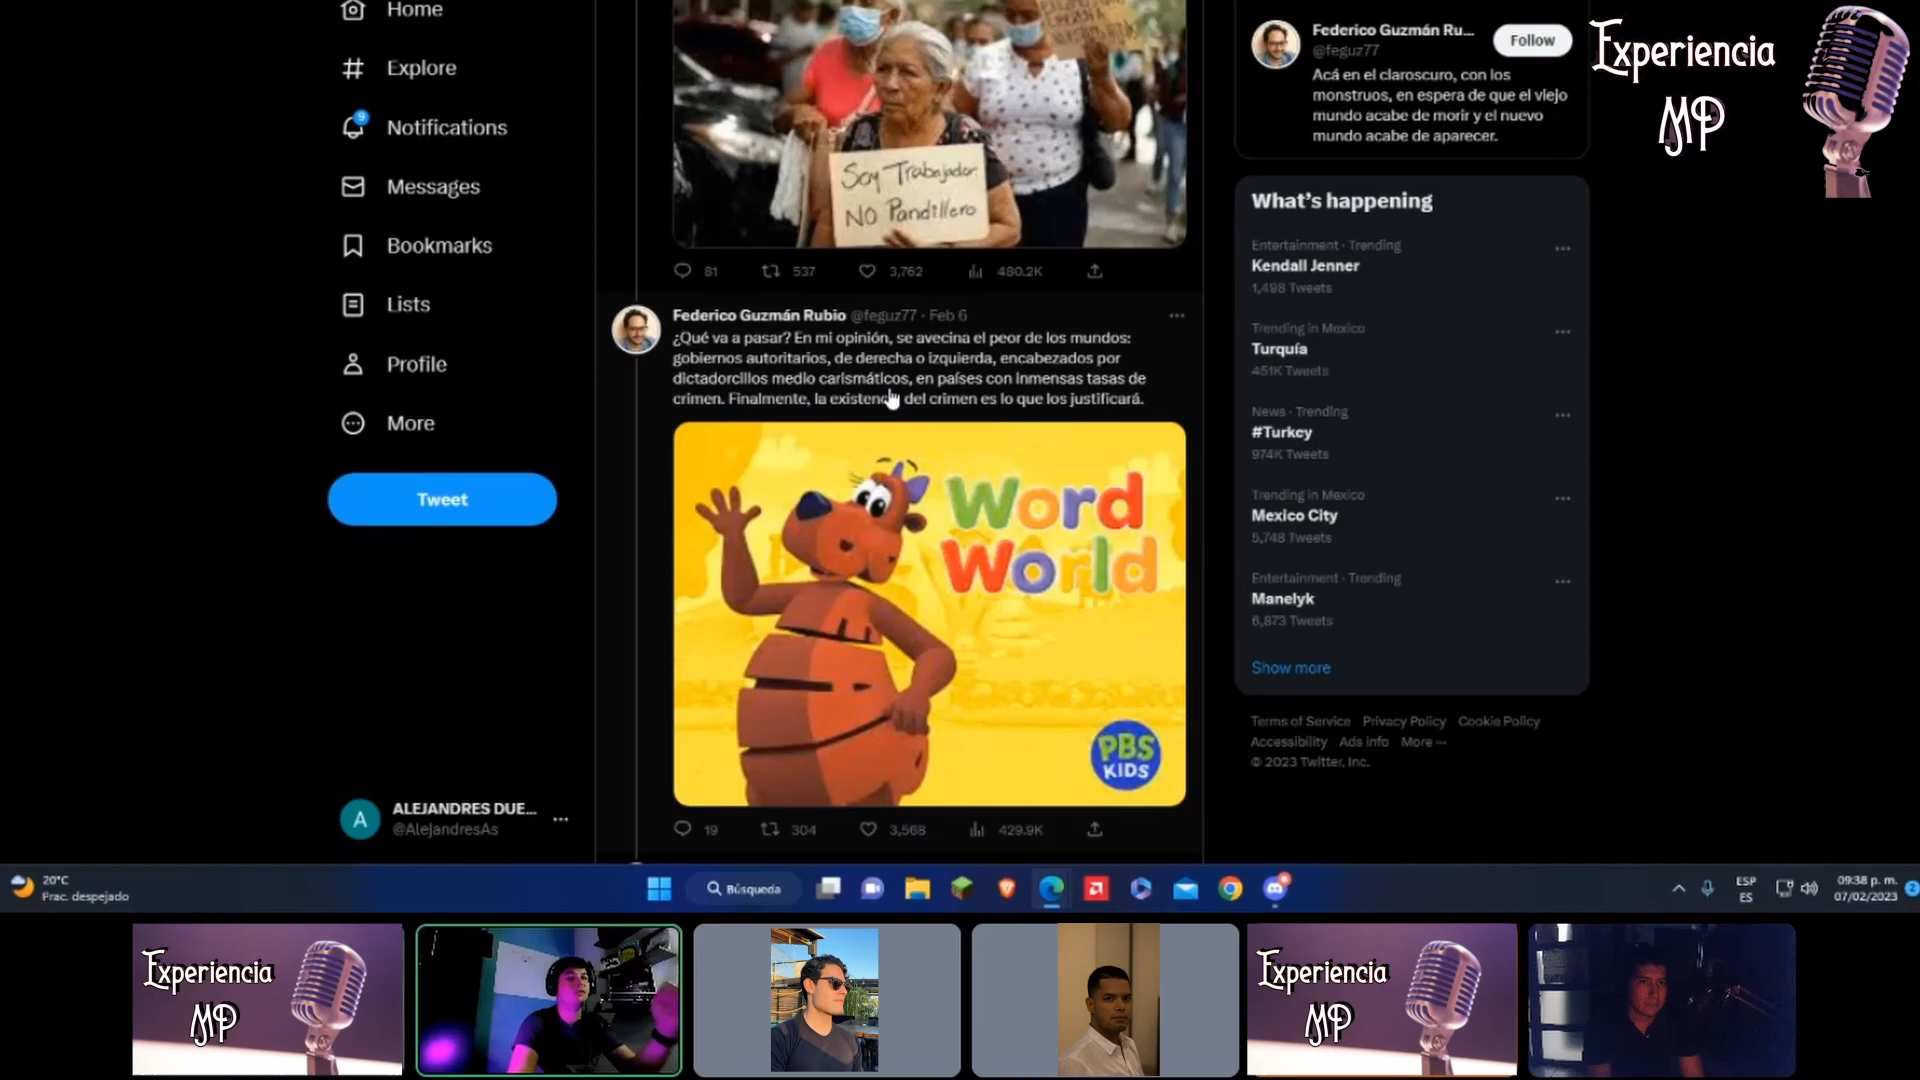 Home
Explore
9
Notifications
Messages
Bookmarks
Lists
Profile
More
Tweet
ALEJANDRES DUE...
@AlejandresAs
A
Soy Trabajador.
NO Pandillero
81 537 3,762 480.2K
Federico Guzmán Rubio @feguz77 · Feb 6
¿Qué va a pasar? En mi opinión, se avecina el peor de los mundos:
gobiernos autoritarios, de derecha o izquierda, encabezados por
dictadorcillos medio carismáticos, en países con inmensas tasas de
crimen. Finalmente, la existenc del crimen es lo que los justificará.
Word
World
PBS
KIDS
19 304 3,568 429.9K
Federico Guzmán Ru...
@feguz77
Follow
Acá en el claroscuro, con los
monstruos, en espera de que el viejo
mundo acabe de morir y el nuevo
mundo acabe de aparecer.
What's happening
Entertainment · Trending
Kendall Jenner
1,498 Tweets
Trending in Mexico
Turquía
451K Tweets
News · Trending
#Turkey
974K Tweets
Trending in Mexico
Mexico City
5,748 Tweets
Entertainment · Trending
Manelyk
6,873 Tweets
Show more
Terms of Service Privacy Policy Cookie Policy
Accessibility Ads info More ···
© 2023 Twitter, Inc.
Experiencia
MP
20°C
Prac. despejado
Búsqueda
ESP
ES
09:38 p. m.
07/02/2023
2
Experiencia
MP
Experiencia
MP